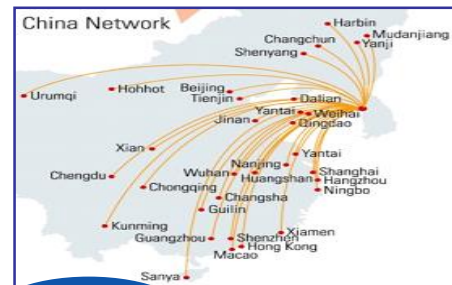 China Network
Harbin
Changchun
Mudanjiang
Yanji
Shenyang
Urumqi
Hohhot
Beijing
Tienjin
Dalian
Yantai
Weihai
Jinan
Qingdao
Xian
Nanjing
Yantai
Chengdu
Wuhan
Huangshan
Shanghai
Hangzhou
Chongqing
Ningbo
Changsha
Guilin
Kunming
Guangzhou
Shenzhen
Xiamen
Hong Kong
Macao
Sanya